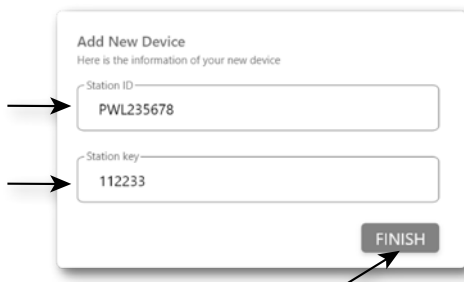 Add New Device
Here is the information of your new device
Station ID
PWL235678
Station key
112233
FINISH